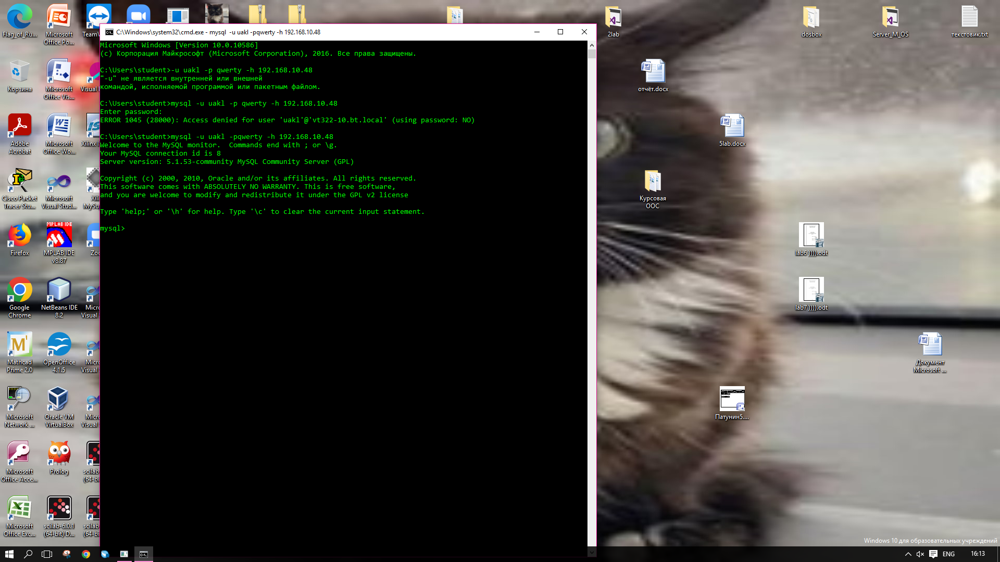 C:\Windows\system32\cmd.exe - mysql -u uakl -pqwerty -h 192.168.10.48
Microsoft Windows [Version 10.0.10586]
(c) Корпорация Майкрософт (Microsoft Corporation), 2016. Все права защищены.
C:\Users\student>-u uakl -p qwerty -h 192.168.10.48
"-u" не является внутренней или внешней
командой, исполняемой программой или пакетным файлом.
C:\Users\student>mysql -u uakl -p qwerty -h 192.168.10.48
Enter password:
ERROR 1045 (28000): Access denied for user 'uakl'@'vt322-10.bt.local' (using password: NO)
C:\Users\student>mysql -u uakl -pqwerty -h 192.168.10.48
Welcome to the MySQL monitor.  Commands end with ; or \g.
Your MySQL connection id is 8
Server version: 5.1.53-community MySQL Community Server (GPL)
Copyright (c) 2000, 2010, Oracle and/or its affiliates. All rights reserved.
This software comes with ABSOLUTELY NO WARRANTY. This is free software,
and you are welcome to modify and redistribute it under the GPL v2 license
Type 'help;' or '\h' for help. Type '\c' to clear the current input statement.
mysql>
Flag_of_Ru...
Microsoft
Office Po...
Team
Корзина
Microsoft
Office Vis...
Visual
Adobe
Acrobat
Microsoft
Office Wo...
Xilinx
Cisco Packet
Tracer Stu...
Microsoft
Visual Stud...
Xili
MySu
Firefox
MPLAB IDE
MPLAB IDE
v8.87
Zoo
Google
Chrome
NetBeans IDE
8.2
Micro
Visual
Mathcad
Prime 2.0
OpenOffice
4.1.5
Micro
Visual
Microsoft
Network ...
Oracle VM
VirtualBox
Micro
Visual
Microsoft
Office Acce...
Prolog
scilab
(64-bi
Microsoft
Office Exc...
scilab-6.0.1
(64-bit) D...
scilab
(64-bi
2lab
dosbox
Server_M_OS
текстовик.txt
отчёт.docx
5lab.docx
Курсовая
ООС
lab6 )))).odt
lab7 )))).odt
Документ
Microsoft ...
Патунин5....
Windows 10 для образовательных учреждений
ENG
16:13